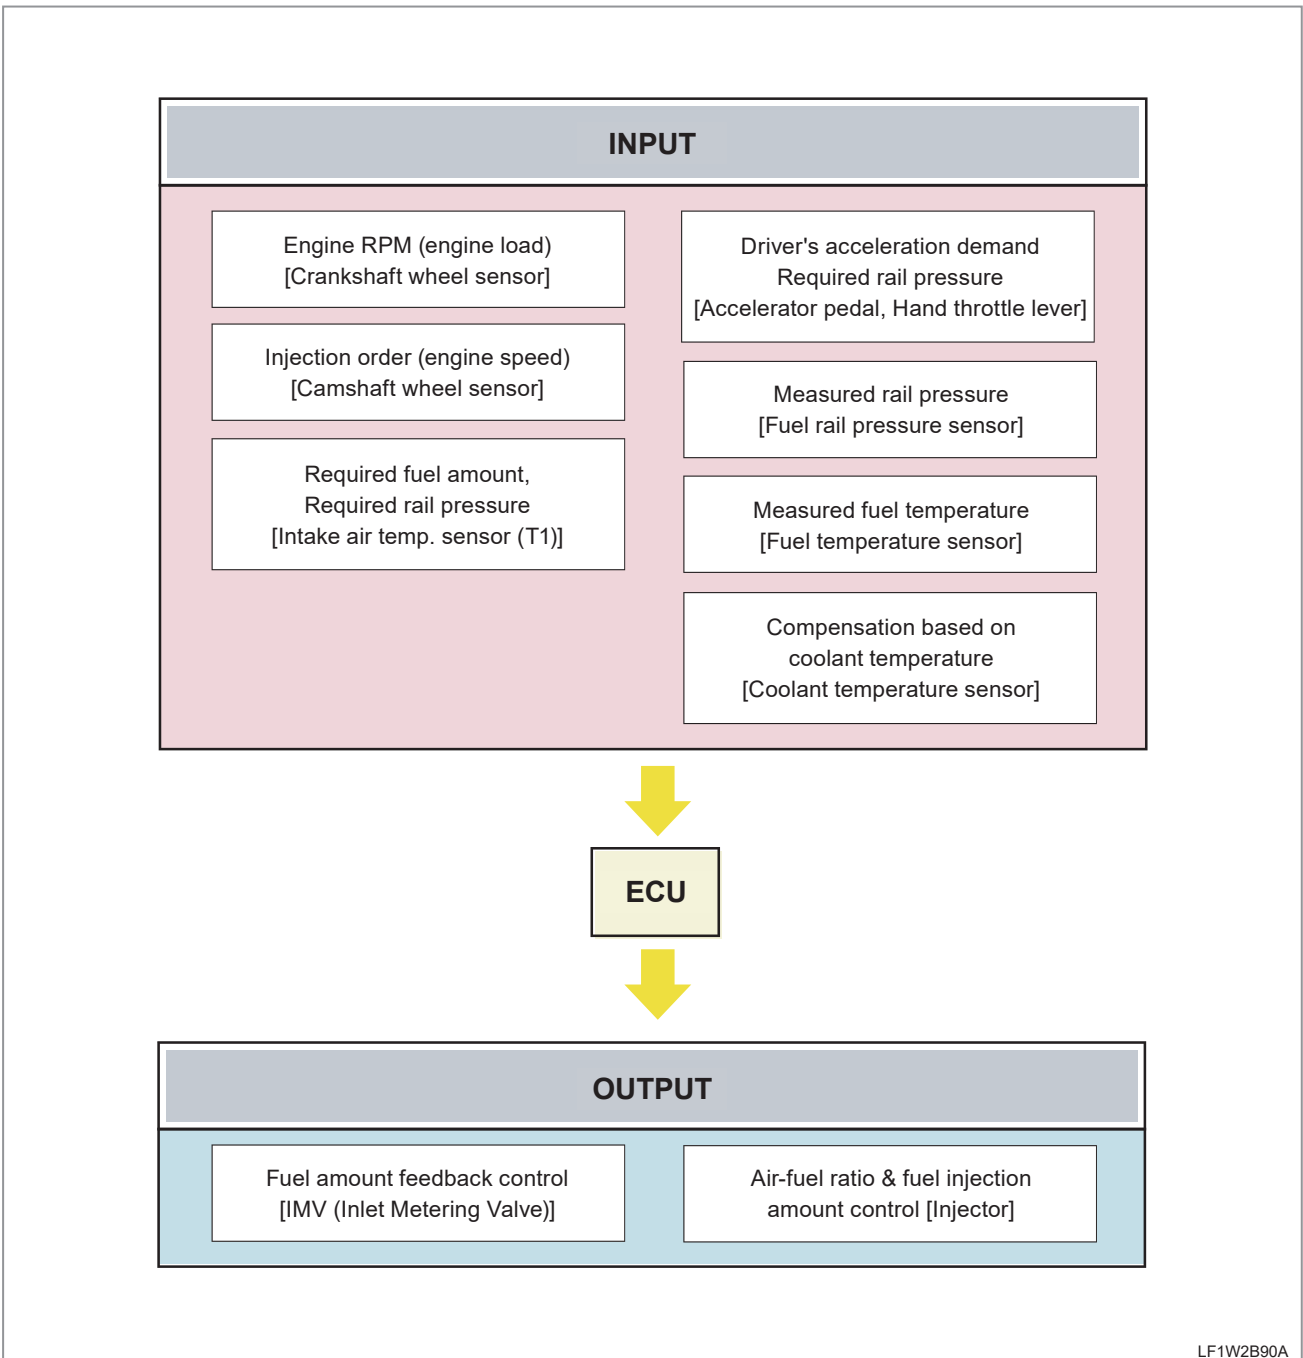 INPUT
Engine RPM (engine load)
[Crankshaft wheel sensor]
Injection order (engine speed)
[Camshaft wheel sensor]
Required fuel amount,
Required rail pressure
[Intake air temp. sensor (T1)]
Driver's acceleration demand
Required rail pressure
[Accelerator pedal, Hand throttle lever]
Measured rail pressure
[Fuel rail pressure sensor]
Measured fuel temperature
[Fuel temperature sensor]
Compensation based on
coolant temperature
[Coolant temperature sensor]
ECU
OUTPUT
Fuel amount feedback control
[IMV (Inlet Metering Valve)]
Air-fuel ratio & fuel injection
amount control [Injector]
LF1W2B90A